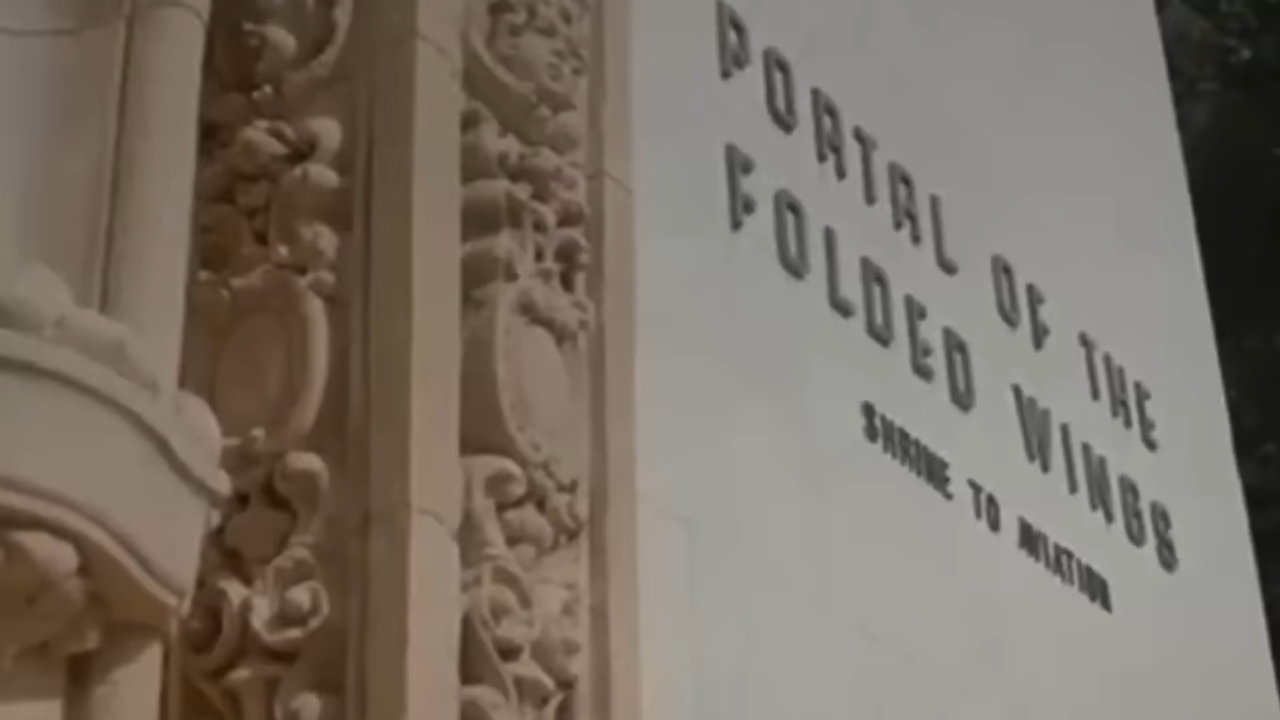 PORTAL OF THE
FOLDED WINGS
SHRINE TO AVIATION